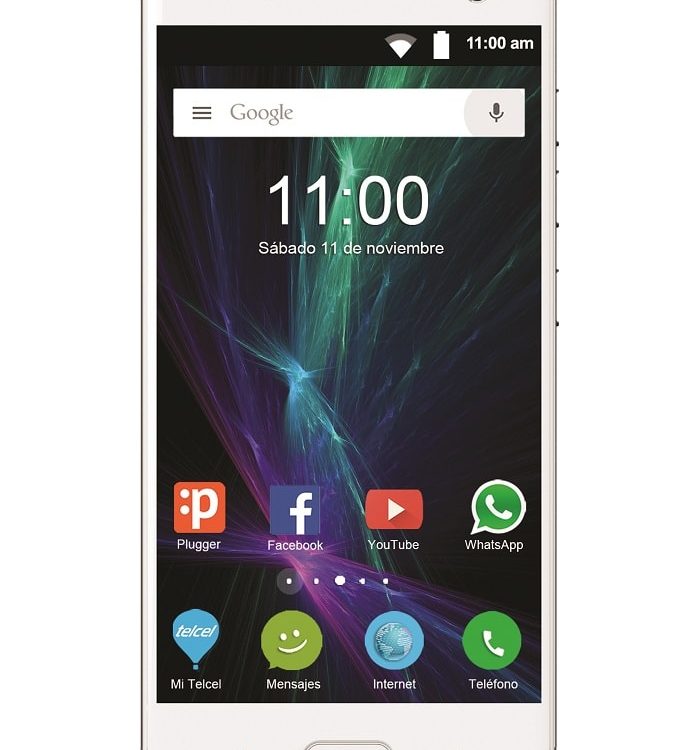 11:00 am
Google
11:00
Sábado 11 de noviembre
:p
f
Plugger
Facebook
YouTube
WhatsApp
telcel
Mi Telcel
Mensajes
Internet
Teléfono